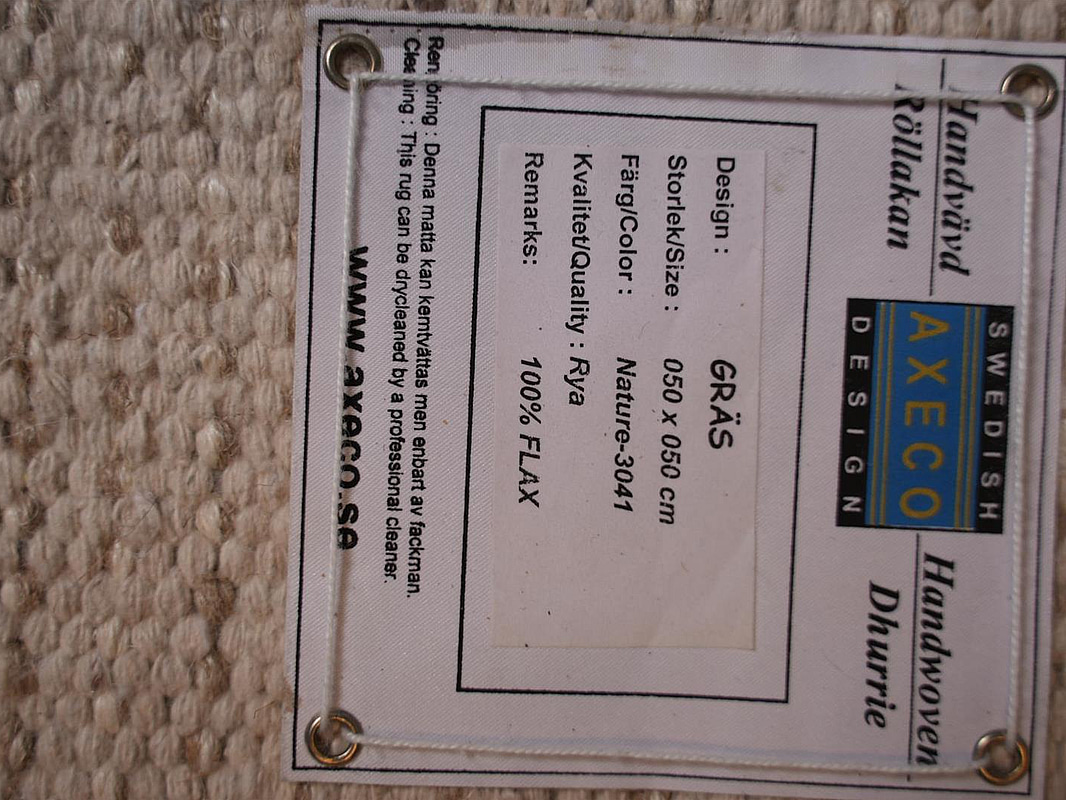 Handvävd
Röllakan
SWEDISH
AXECO
DESIGN
Handwoven
Dhurrie
Design : GRÄS
Storlek/Size : 050 x 050 cm
Färg/Color : Nature-3041
Kvalitet/Quality : Rya
Remarks: 100% FLAX
Rengöring : Denna matta kan kemtvättas men enbart av fackman.
Cleaning : This rug can be drycleaned by a professional cleaner.
www.axeco.se